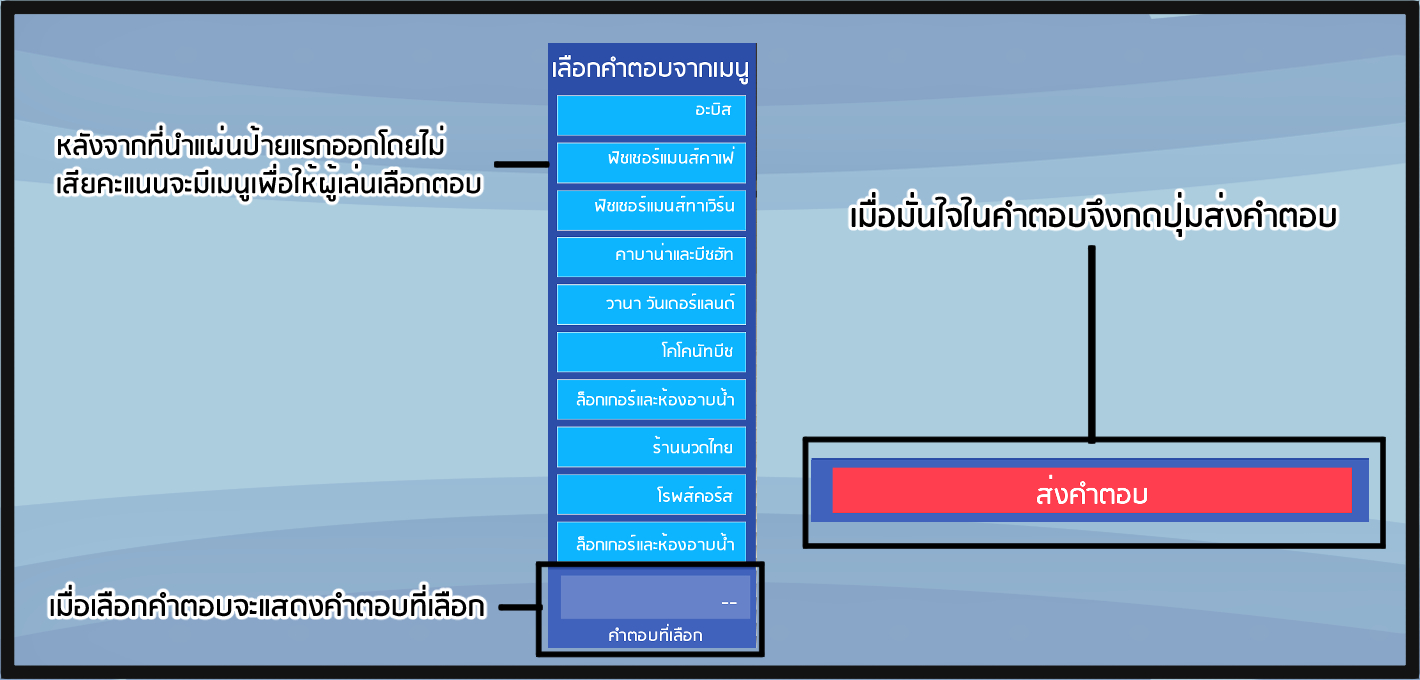 เลือกคำตอบจากเมนู
อะบิส
หลังจากที่นำแผ่นป้ายแรกออกโดยไม่
เสียคะแนนจะมีเมนูเพื่อให้ผู้เล่นเลือกตอบ
ฟิชเชอร์แมนส์คาเฟ่
ฟิชเชอร์แมนส์ทาเวิร์น
เมื่อมั่นใจในคำตอบจึงกดปุ่มส่งคำตอบ
คาบาน่าและบีชฮัท
วานา วันเดอร์แลนด์
โคโคนัทบีช
ล็อกเกอร์และห้องอาบน้ำ
ร้านนวดไทย
โรพส์คอร์ส
ส่งคำตอบ
ล็อกเกอร์และห้องอาบน้ำ
เมื่อเลือกคำตอบจะแสดงคำตอบที่เลือก
--
คำตอบที่เลือก